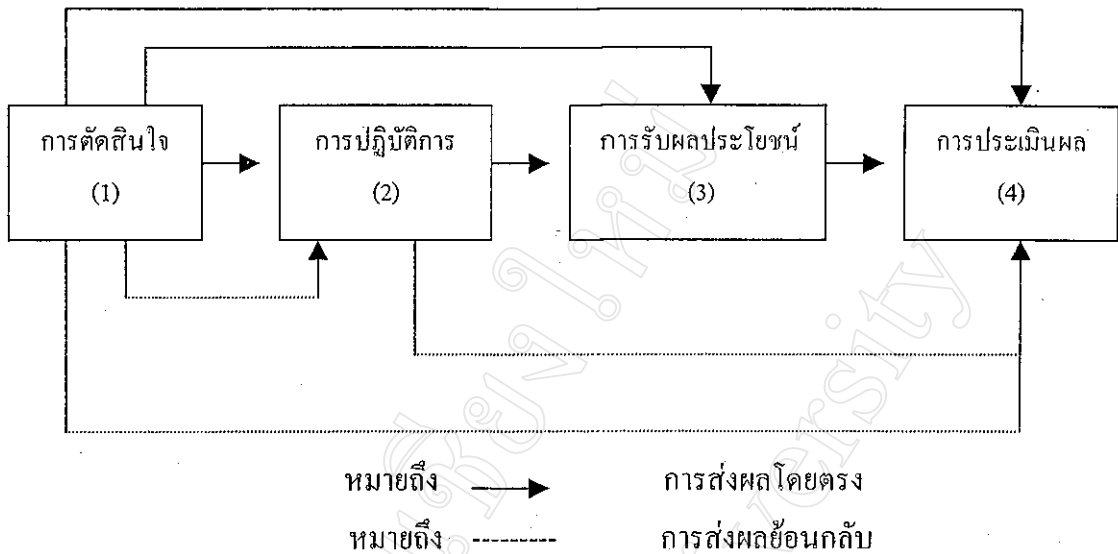 การตัดสินใจ
(1)
การปฏิบัติการ
(2)
การรับผลประโยชน์
(3)
การประเมินผล
(4)
หมายถึง การส่งผลโดยตรง
หมายถึง การส่งผลย้อนกลับ